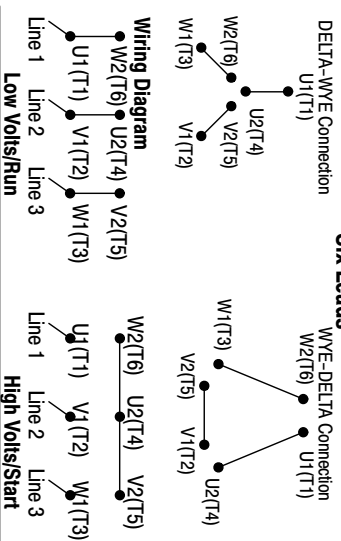 Six Leads
DELTA-WYE Connection
U1(T1)
U2(T4)
W2(T6)
V2(T5)
W1(T3)
V1(T2)
WYE-DELTA Connection
W2(T6)
U1(T1)
W1(T3)
U2(T4)
V2(T5)
V1(T2)
Wiring Diagram
W2(T6) U2(T4) V2(T5)
U1(T1) V1(T2) W1(T3)
Line 1 Line 2 Line 3
Low Volts/Run
W2(T6) U2(T4) V2(T5)
U1(T1) V1(T2) W1(T3)
Line 1 Line 2 Line 3
High Volts/Start